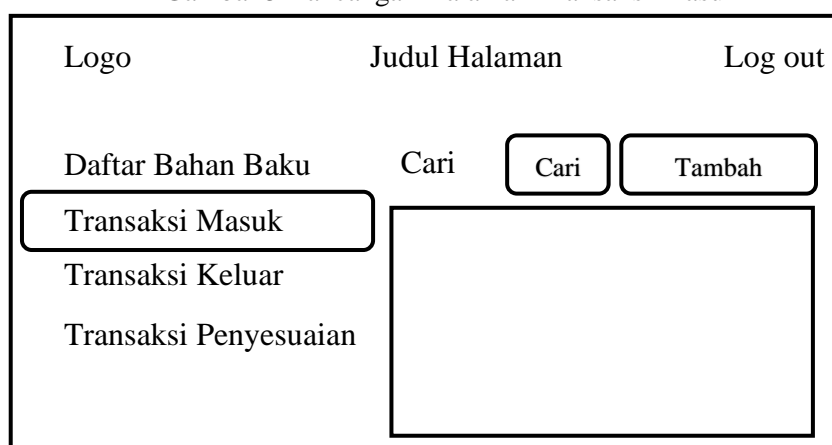 Logo Judul Halaman Log out
Daftar Bahan Baku Cari Cari Tambah
Transaksi Masuk
Transaksi Keluar
Transaksi Penyesuaian